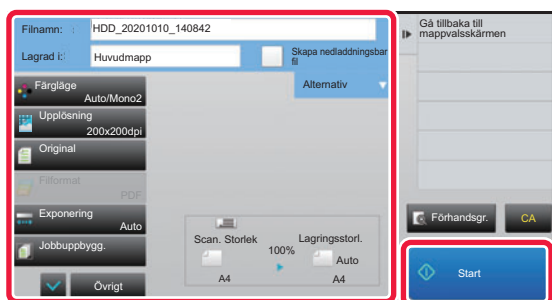 Filnamn: :
HDD_20201010_140842
Lagrad i:
Huvudmapp
Skapa nedladdningsbar
fil
Alternativ
Färgläge
Auto/Mono2
Upplösning
200x200dpi
Original
Filformat
PDF
Exponering
Auto
Jobbuppbygg.
Övrigt
Scan. Storlek
A4
100%
Lagringsstorl.
Auto
A4
Gå tillbaka till
mappvalsskärmen
Förhandsgr.
CA
Start